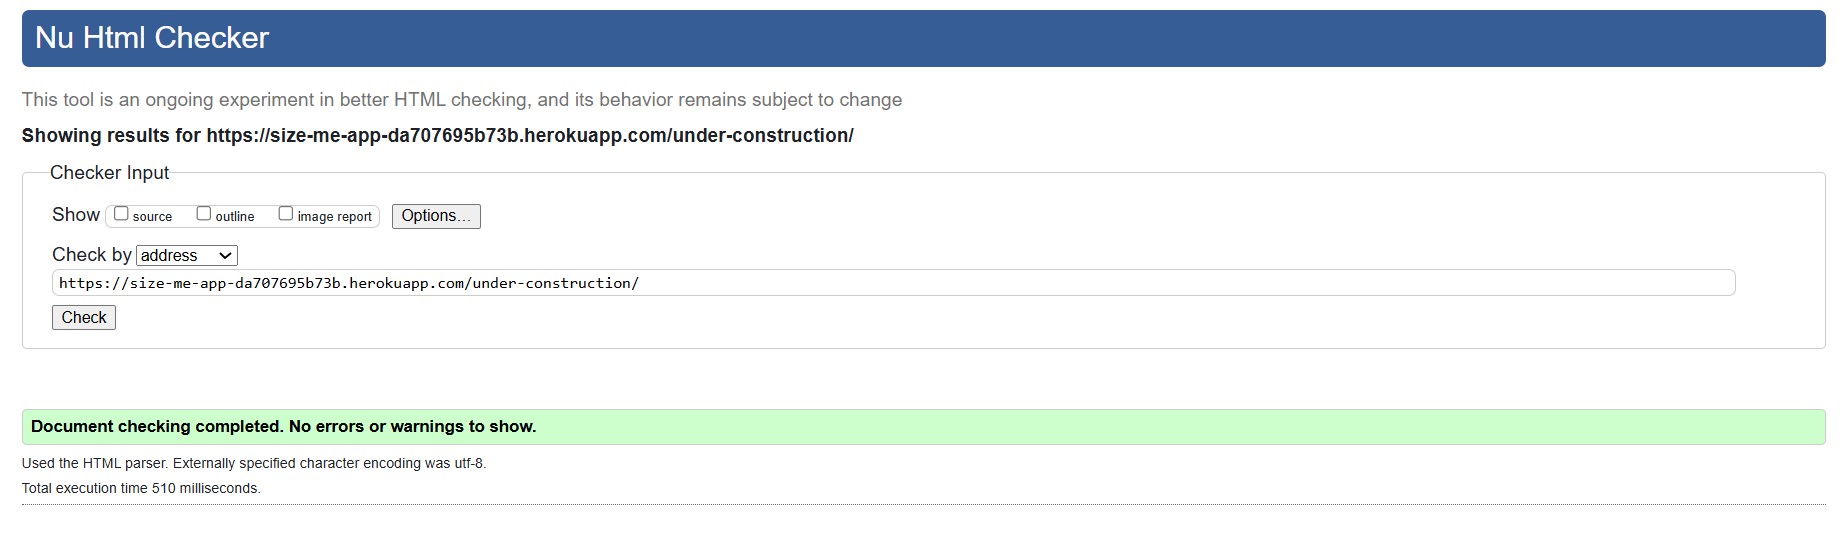 Nu Html Checker
This tool is an ongoing experiment in better HTML checking, and its behavior remains subject to change
Showing results for https://size-me-app-da707695b73b.herokuapp.com/under-construction/
Checker Input
Show source outline image report Options...
Check by address
https://size-me-app-da707695b73b.herokuapp.com/under-construction/
Check
Document checking completed. No errors or warnings to show.
Used the HTML parser. Externally specified character encoding was utf-8.
Total execution time 510 milliseconds.